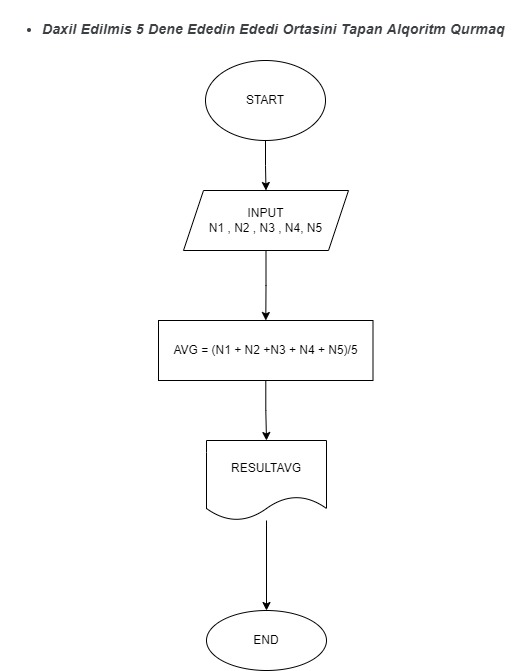 • Daxil Edilmis 5 Dene Ededin Ededi Ortasini Tapan Alqoritm Qurmaq
START
INPUT
N1 , N2 , N3 , N4, N5
AVG = (N1 + N2 +N3 + N4 + N5)/5
RESULTAVG
END